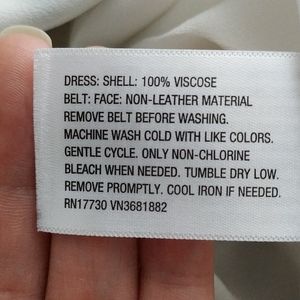 DRESS: SHELL: 100% VISCOSE
BELT: FACE: NON-LEATHER MATERIAL
REMOVE BELT BEFORE WASHING.
MACHINE WASH COLD WITH LIKE COLORS.
GENTLE CYCLE. ONLY NON-CHLORINE
BLEACH WHEN NEEDED. TUMBLE DRY LOW.
REMOVE PROMPTLY. COOL IRON IF NEEDED.
RN17730 VN3681882